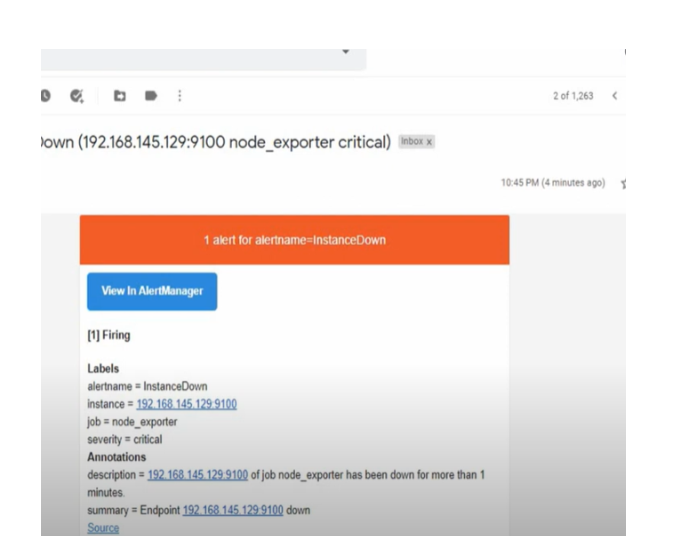 2 of 1,263
Down (192.168.145.129:9100 node_exporter critical) Inbox x
10:45 PM (4 minutes ago)
1 alert for alertname=InstanceDown
View In AlertManager
[1] Firing
Labels
alertname = InstanceDown
instance = 192.168.145.129:9100
job = node_exporter
severity = critical
Annotations
description = 192.168.145.129:9100 of job node_exporter has been down for more than 1
minutes.
summary = Endpoint 192.168.145.129:9100 down
Source